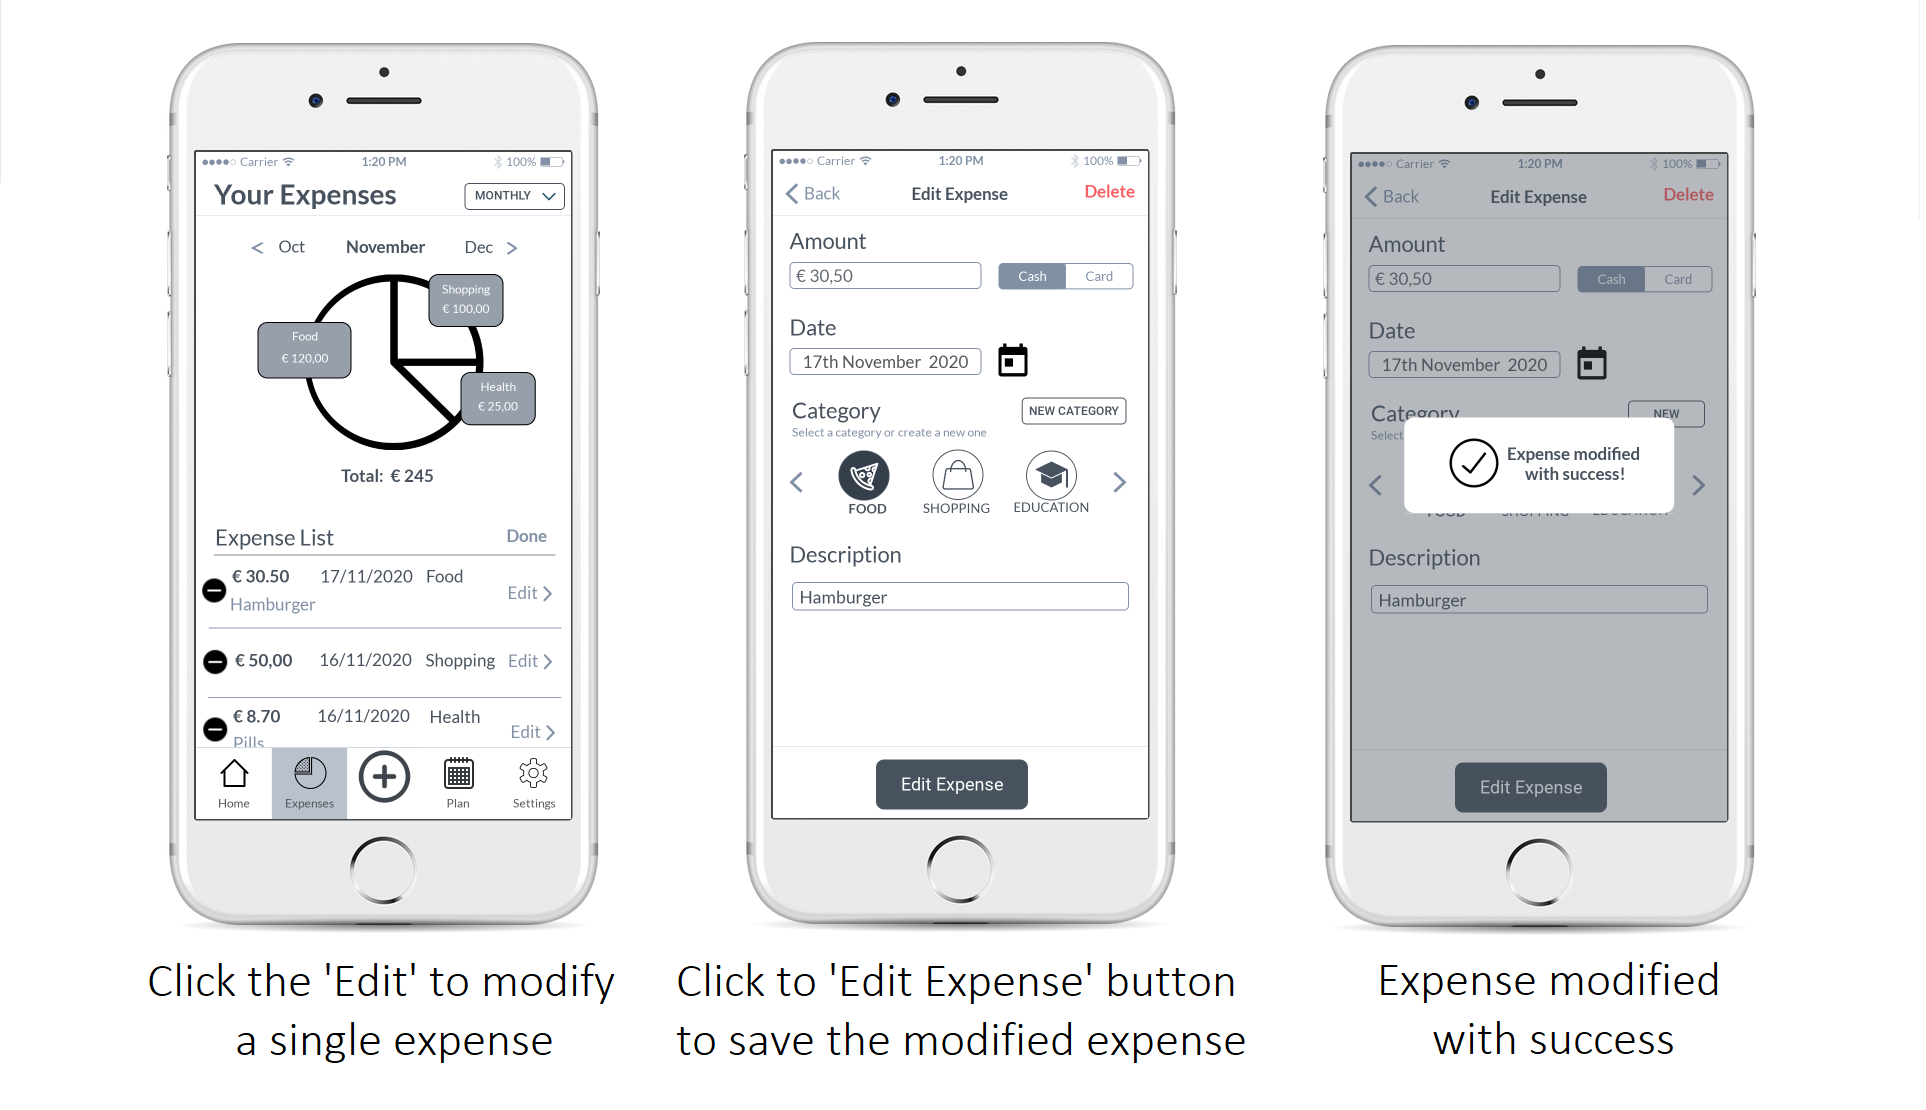 Carrier 1:20 PM 100%
Your Expenses MONTHLY
Oct November Dec
Shopping
€ 100,00
Food
€ 120,00
Health
€ 25,00
Total: € 245
Expense List Done
€ 30.50 17/11/2020 Food
Hamburger Edit
€ 50,00 16/11/2020 Shopping Edit
€ 8.70 16/11/2020 Health
Pills Edit
Home Expenses Plan Settings
Click the 'Edit' to modify
a single expense
Carrier 1:20 PM 100%
Back Edit Expense Delete
Amount
€ 30,50 Cash Card
Date
17th November 2020
Category NEW CATEGORY
Select a category or create a new one
FOOD SHOPPING EDUCATION
Description
Hamburger
Edit Expense
Click to 'Edit Expense' button
to save the modified expense
Carrier 1:20 PM 100%
Back Edit Expense Delete
Amount
€ 30,50 Cash Card
Date
17th November 2020
Category NEW
Select
Expense modified
with success!
FOOD SHOPPING EDUCATION
Description
Hamburger
Edit Expense
Expense modified
with success